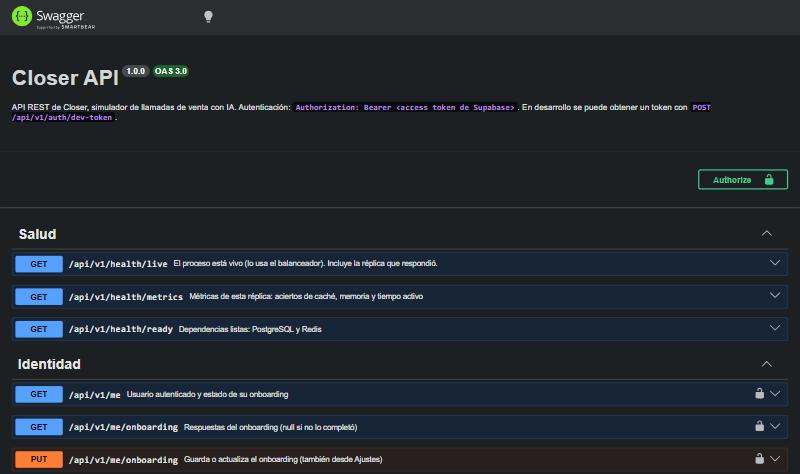 Swagger
Supported by SMARTBEAR
Closer API 1.0.0 OAS 3.0
API REST de Closer, simulador de llamadas de venta con IA. Autenticación: Authorization: Bearer <access token de Supabase>. En desarrollo se puede obtener un token con POST
/api/v1/auth/dev-token.
Authorize
Salud
GET /api/v1/health/live El proceso está vivo (lo usa el balanceador). Incluye la réplica que respondió.
GET /api/v1/health/metrics Métricas de esta réplica: aciertos de caché, memoria y tiempo activo
GET /api/v1/health/ready Dependencias listas: PostgreSQL y Redis
Identidad
GET /api/v1/me Usuario autenticado y estado de su onboarding
GET /api/v1/me/onboarding Respuestas del onboarding (null si no lo completó)
PUT /api/v1/me/onboarding Guarda o actualiza el onboarding (también desde Ajustes)